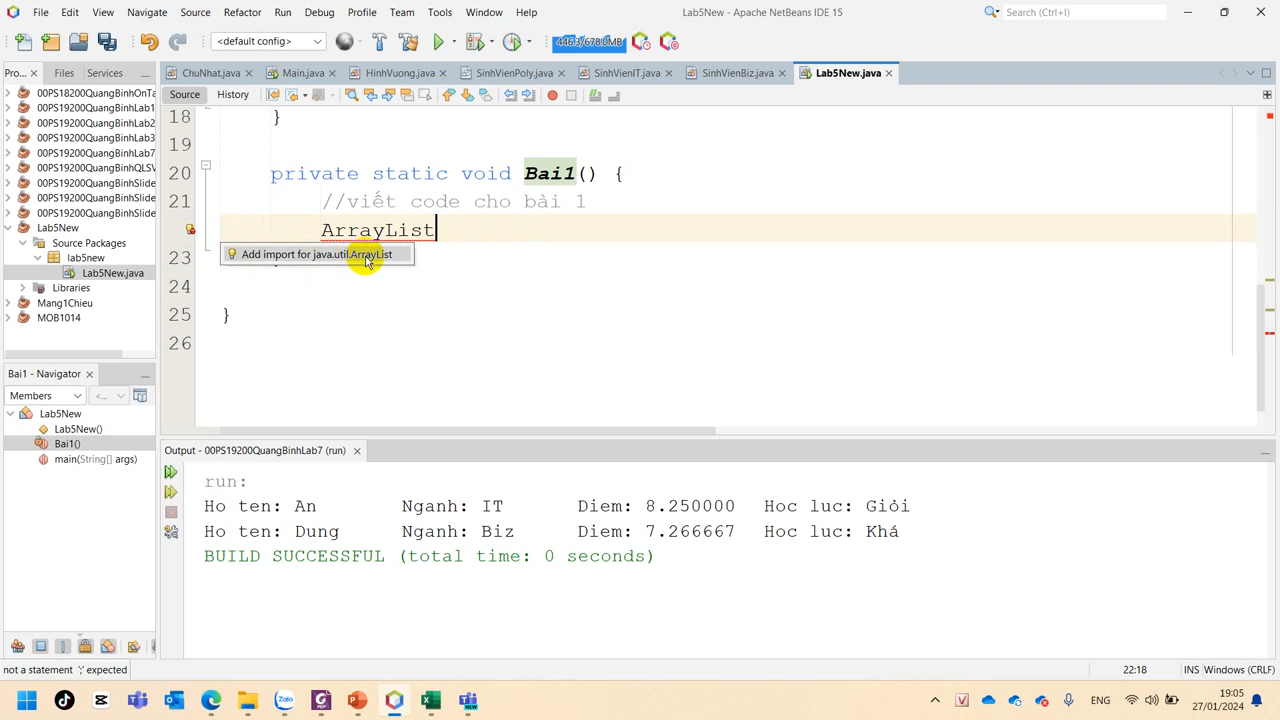 File Edit View Navigate Source Refactor Run Debug Profile Team Tools Window Help Lab5New - Apache NetBeans IDE 15 Search (Ctrl+I)
<default config> 446.3/678.0MB
Pro... Files Services ChuNhat.java Main.java HinhVuong.java SinhVienPoly.java SinhVienIT.java SinhVienBiz.java Lab5New.java
Source History
00PS18200QuangBinhOnTa
00PS19200QuangBinhLab1
00PS19200QuangBinhLab2
00PS19200QuangBinhLab3
00PS19200QuangBinhLab7
00PS19200QuangBinhQLSV
00PS19200QuangBinhSlide
00PS19200QuangBinhSlide
00PS19200QuangBinhSlide
Lab5New
Source Packages
lab5new
Lab5New.java
Libraries
Mang1Chieu
MOB1014
18 }
19
20 private static void Bai1() {
21 //viết code cho bài 1
ArrayList
Add import for java.util.ArrayList
23
24
25 }
26
Bai1 - Navigator
Members <...
Lab5New
Lab5New()
Bai1()
main(String[] args)
Output - 00PS19200QuangBinhLab7 (run)
run:
Ho ten: An Nganh: IT Diem: 8.250000 Hoc luc: Giỏi
Ho ten: Dung Nganh: Biz Diem: 7.266667 Hoc luc: Khá
BUILD SUCCESSFUL (total time: 0 seconds)
not a statement ';' expected 22:18 INS Windows (CRLF)
ENG 19:05
27/01/2024